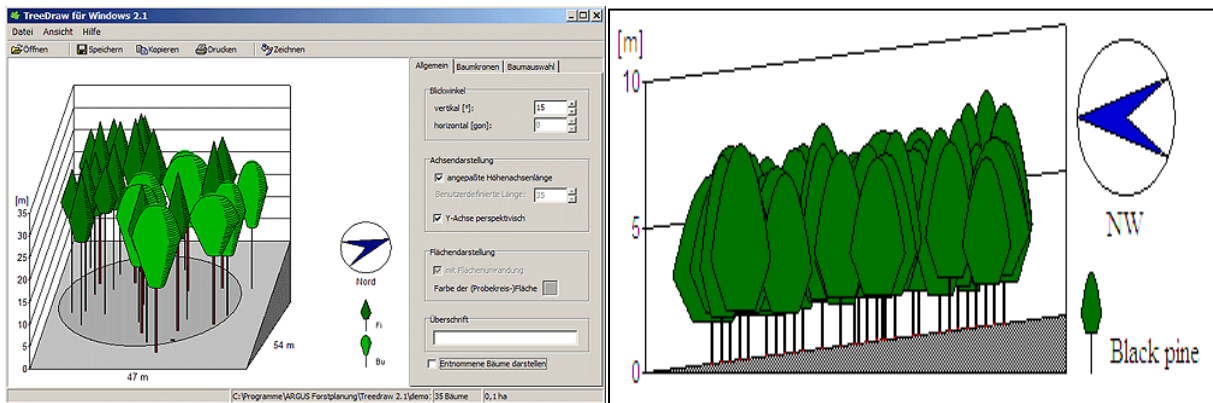 TreeDraw für Windows 2.1
Datei Ansicht Hilfe
Öffnen Speichern Kopieren Drucken Zeichnen
[m]
35
30
25
20
15
10
5
0
47 m
54 m
Nord
Fi
Bu
Allgemein Baumkronen Baumauswahl
Blickwinkel
vertikal [°]: 15
horizontal [gon]: 0
Achsendarstellung
angepaßte Höhenachsenlänge
Benutzerdefinierte Länge: 35
Y-Achse perspektivisch
Flächendarstellung
mit Flächenumrandung
Farbe der (Probekreis-)Fläche
Überschrift
Entnommene Bäume darstellen
C:\Programme\ARGUS Forstplanung\Treedraw 2.1\demo: 35 Bäume 0,1 ha
[m]
10
5
0
NW
Black pine